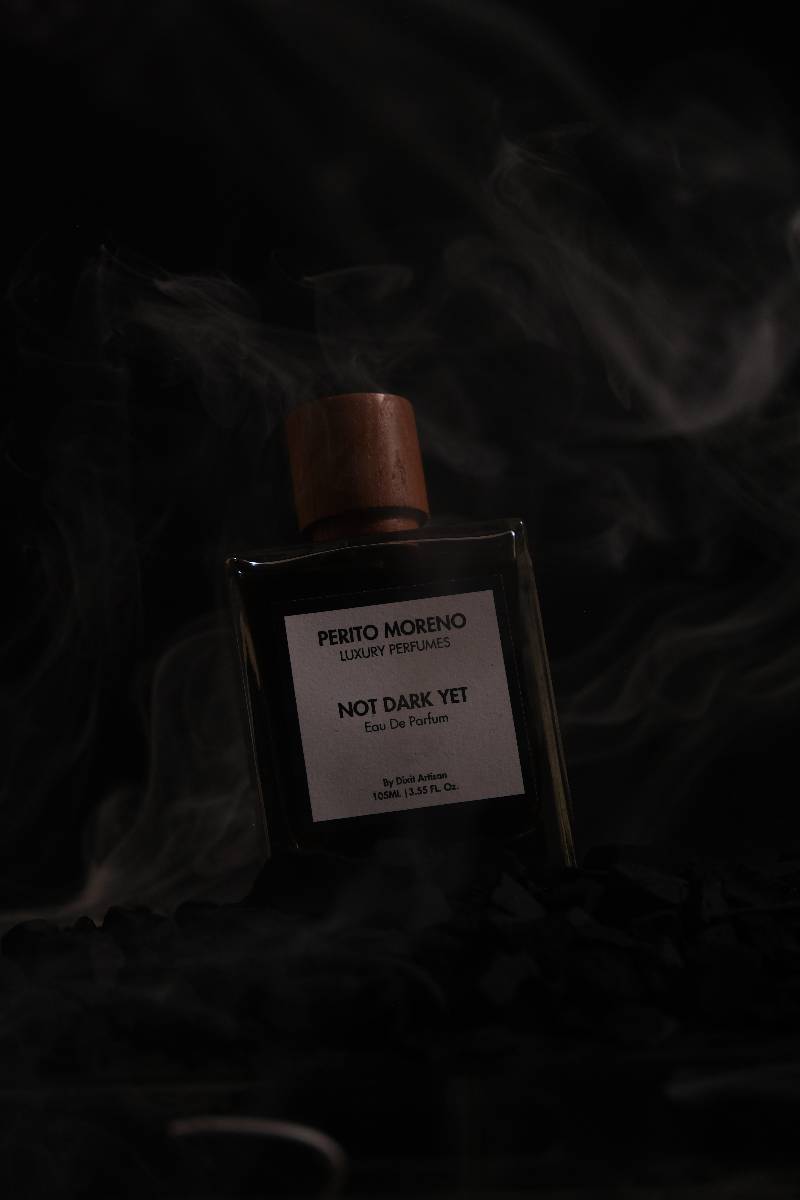 PERITO MORENO
LUXURY PERFUMES
NOT DARK YET
Eau De Parfum
By Dixit Artisan
105ML | 3.55 FL. Oz.